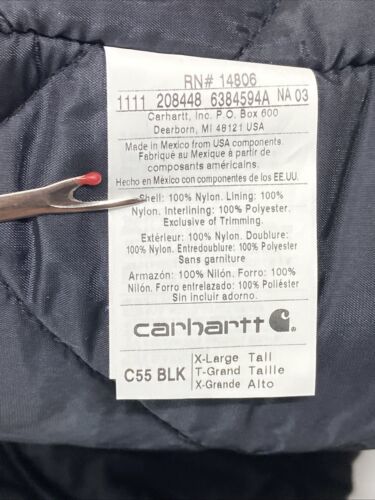 RN# 14806
1111 208448 6384594A NA 03
Carhartt, Inc. P.O. Box 600
Dearborn, MI 48121 USA
Made in Mexico from USA components.
Fabriqué au Mexique à partir de
composants américains.
Hecho en México con componentes de los EE.UU.
Shell: 100% Nylon. Lining: 100%
Nylon. Interlining: 100% Polyester.
Exclusive of Trimming.
Extérieur: 100% Nylon. Doublure:
100% Nylon. Entredoublure: 100% Polyester
Sans garniture
Armazón: 100% Nilón. Forro: 100%
Nilón. Forro entrelazado: 100% Poliéster
Sin incluir adorno.
carhartt
C55 BLK
X-Large Tall
T-Grand Taille
X-Grande Alto